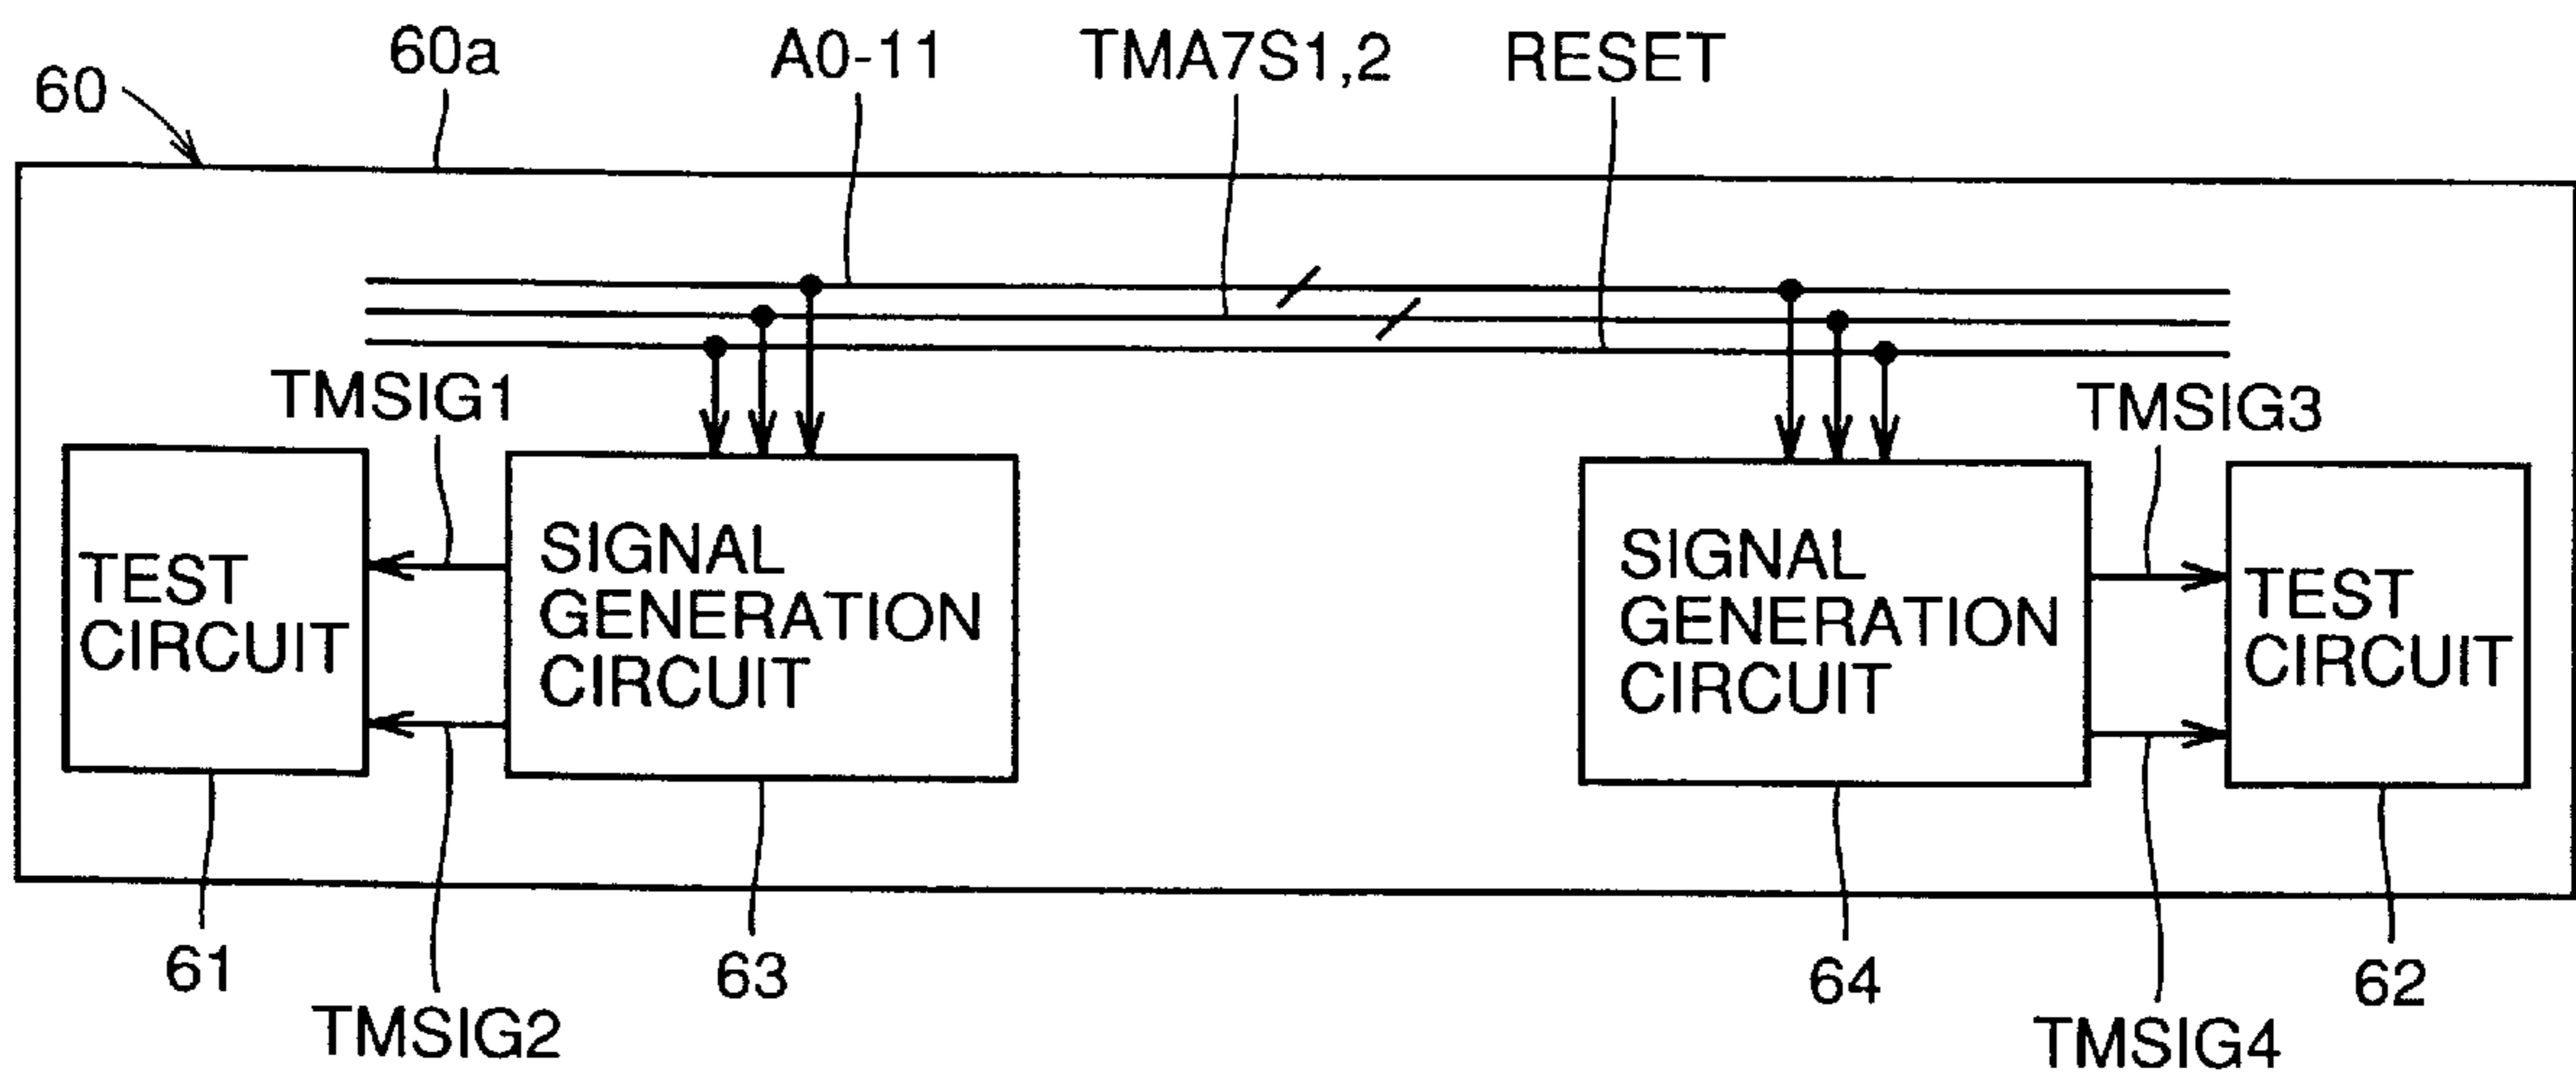 60
60a
A0-11
TMA7S1,2
RESET
TMSIG1
TMSIG3
TEST
CIRCUIT
SIGNAL
GENERATION
CIRCUIT
SIGNAL
GENERATION
CIRCUIT
TEST
CIRCUIT
61
TMSIG2
63
64
TMSIG4
62